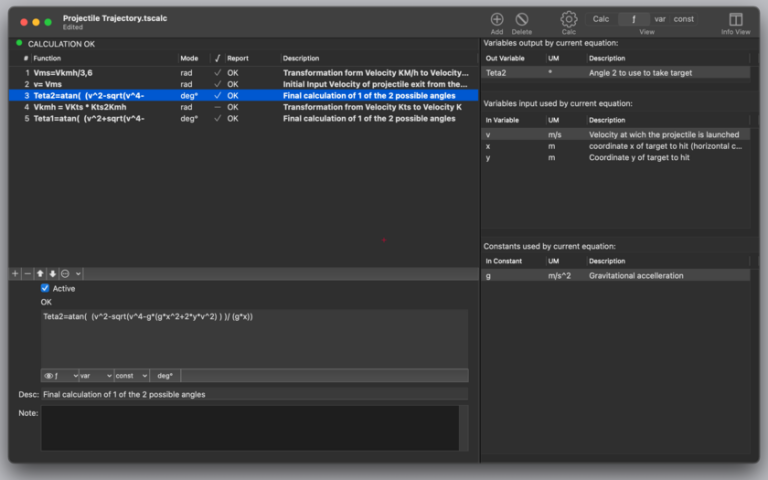 Projectile Trajectory.tscalc
Edited
Add
Delete
Calc
Calc ƒ var const
View
Info View
CALCULATION OK
# Function Mode √ Report Description
1 Vms=Vkmh/3,6 rad ✓ OK Transformation form Velocity KM/h to Velocity...
2 v= Vms rad ✓ OK Initial Input Velocity of projectile exit from the...
3 Teta2=atan( (v^2-sqrt(v^4- deg° ✓ OK Final calculation of 1 of the 2 possible angles
4 Vkmh = VKts * Kts2Kmh rad — OK Transformation from Velocity Kts to Velocity K
5 Teta1=atan( (v^2+sqrt(v^4- deg° ✓ OK Final calculation of 1 of the 2 possible angles
Active
OK
Teta2=atan( (v^2-sqrt(v^4-g*(g*x^2+2*y*v^2) ) )/ (g*x))
ƒ var const deg°
Desc: Final calculation of 1 of the 2 possible angles
Note:
Variables output by current equation:
Out Variable UM Description
Teta2 ° Angle 2 to use to take target
Variables input used by current equation:
In Variable UM Description
v m/s Velocity at wich the projectile is launched
x m coordinate x of target to hit (horizontal c...
y m Coordinate y of target to hit
Constants used by current equation:
In Constant UM Description
g m/s^2 Gravitational accelleration